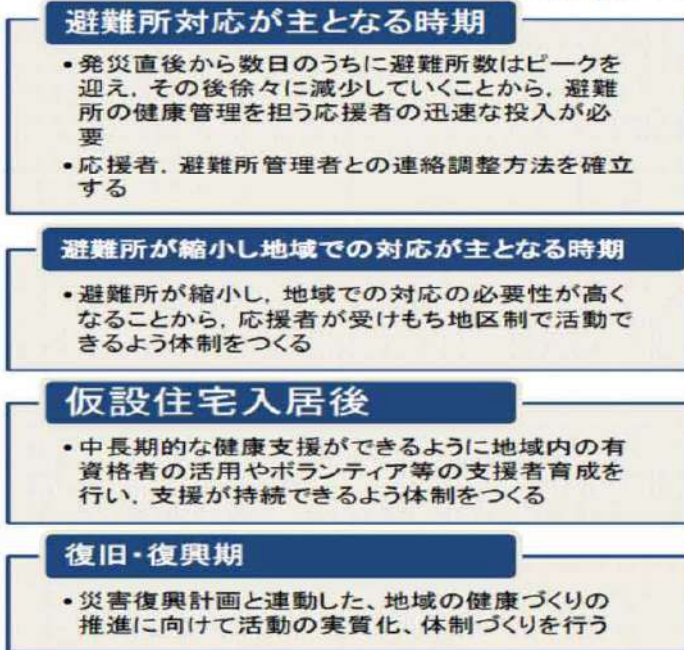 避難所対応が主となる時期
・発災直後から数日のうちに避難所数はピークを
迎え，その後徐々に減少していくことから，避難
所の健康管理を担う応援者の迅速な投入が必
要
・応援者，避難所管理者との連絡調整方法を確立
する
避難所が縮小し地域での対応が主となる時期
・避難所が縮小し，地域での対応の必要性が高く
なることから，応援者が受けもち地区制で活動で
きるよう体制をつくる
仮設住宅入居後
・中長期的な健康支援ができるように地域内の有
資格者の活用やボランティア等の支援者育成を
行い，支援が持続できるよう体制をつくる
復旧・復興期
・災害復興計画と連動した、地域の健康づくりの
推進に向けて活動の実質化、体制づくりを行う